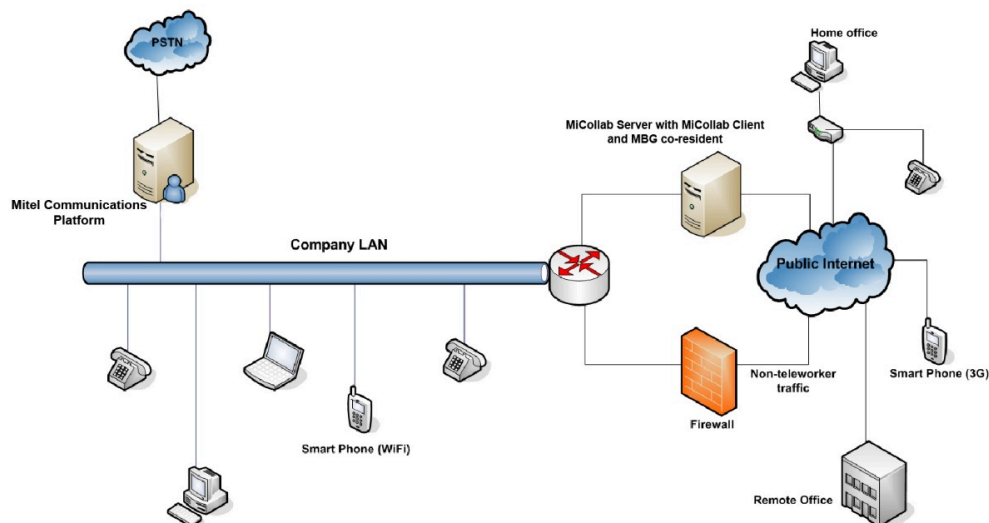 PSTN
Home office
MiCollab Server with MiCollab Client
and MBG co-resident
Mitel Communications
Platform
Company LAN
Public Internet
Non-teleworker
traffic
Smart Phone (3G)
Firewall
Smart Phone (WiFi)
Remote Office